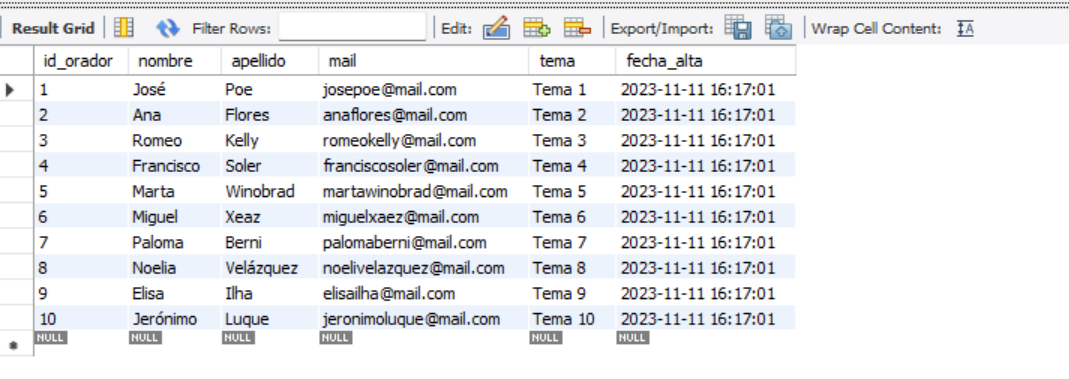 Result Grid Filter Rows: Edit: Export/Import: Wrap Cell Content: IA
id_orador nombre apellido mail tema fecha_alta
1 José Poe josepoe@mail.com Tema 1 2023-11-11 16:17:01
2 Ana Flores anaflores@mail.com Tema 2 2023-11-11 16:17:01
3 Romeo Kelly romeokelly@mail.com Tema 3 2023-11-11 16:17:01
4 Francisco Soler franciscosoler@mail.com Tema 4 2023-11-11 16:17:01
5 Marta Winobrad martawinobrad@mail.com Tema 5 2023-11-11 16:17:01
6 Miguel Xeaz miguelxaez@mail.com Tema 6 2023-11-11 16:17:01
7 Paloma Berni palomaberni@mail.com Tema 7 2023-11-11 16:17:01
8 Noelia Velázquez noelivelazquez@mail.com Tema 8 2023-11-11 16:17:01
9 Elisa Ilha elisailha@mail.com Tema 9 2023-11-11 16:17:01
10 Jerónimo Luque jeronimoluque@mail.com Tema 10 2023-11-11 16:17:01
NULL NULL NULL NULL NULL NULL